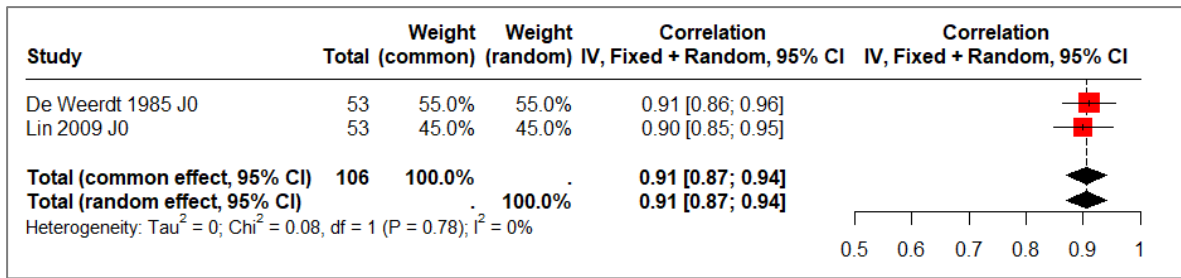 Weight Weight Correlation Correlation
Study Total (common) (random) IV, Fixed + Random, 95% CI IV, Fixed + Random, 95% CI
De Weerdt 1985 J0 53 55.0% 55.0% 0.91 [0.86; 0.96]
Lin 2009 J0 53 45.0% 45.0% 0.90 [0.85; 0.95]
Total (common effect, 95% CI) 106 100.0% . 0.91 [0.87; 0.94]
Total (random effect, 95% CI) . 100.0% 0.91 [0.87; 0.94]
Heterogeneity: Tau² = 0; Chi² = 0.08, df = 1 (P = 0.78); I² = 0%
0.5 0.6 0.7 0.8 0.9 1